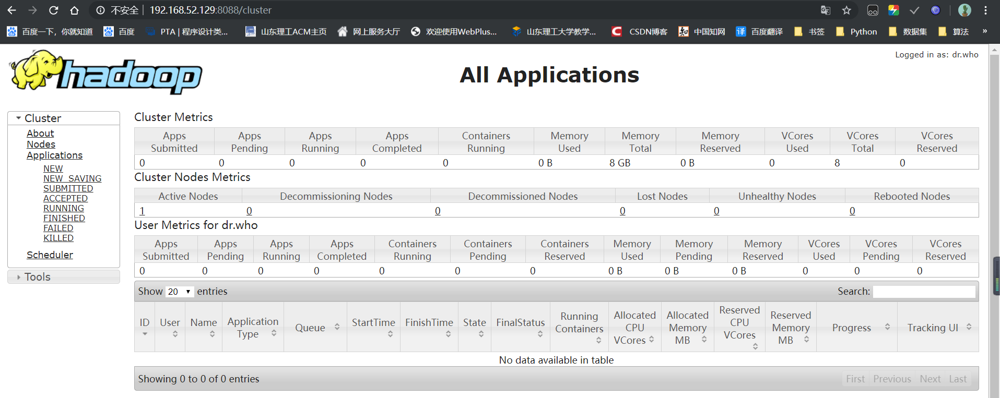 不安全 192.168.52.129:8088/cluster
百度一下，你就知道 百度 PTA | 程序设计类... 山东理工ACM主页 网上服务大厅 欢迎使用WebPlus... 山东理工大学教学... CSDN博客 中国知网 百度翻译 书签 Python 数据集 算法 »
Logged in as: dr.who
hadoop
All Applications
Cluster
About
Nodes
Applications
NEW
NEW_SAVING
SUBMITTED
ACCEPTED
RUNNING
FINISHED
FAILED
KILLED
Scheduler
Tools
Cluster Metrics
Apps Submitted Apps Pending Apps Running Apps Completed Containers Running Memory Used Memory Total Memory Reserved VCores Used VCores Total VCores Reserved
0 0 0 0 0 0 B 8 GB 0 B 0 8 0
Cluster Nodes Metrics
Active Nodes Decommissioning Nodes Decommissioned Nodes Lost Nodes Unhealthy Nodes Rebooted Nodes
1 0 0 0 0 0
User Metrics for dr.who
Apps Submitted Apps Pending Apps Running Apps Completed Containers Running Containers Pending Containers Reserved Memory Used Memory Pending Memory Reserved VCores Used VCores Pending VCores Reserved
0 0 0 0 0 0 0 0 B 0 B 0 B 0 0 0
Show 20 entries Search:
ID User Name Application Type Queue StartTime FinishTime State FinalStatus Running Containers Allocated CPU VCores Allocated Memory MB Reserved CPU VCores Reserved Memory MB Progress Tracking UI
No data available in table
Showing 0 to 0 of 0 entries First Previous Next Last